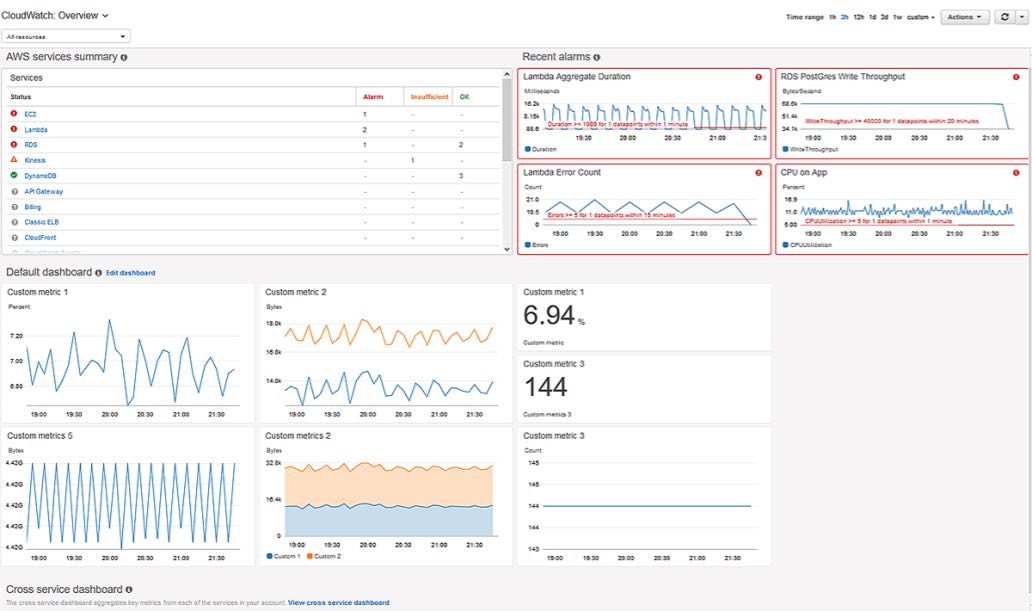 CloudWatch: Overview
Time range 1h 3h 12h 1d 3d 1w custom Actions
All resources
AWS services summary
Services
Status Alarm Insufficient OK
EC2 1 - -
Lambda 2 - -
RDS 1 - 2
Kinesis - 1 -
DynamoDB - - 3
API Gateway - - -
Billing - - -
Classic ELB - - -
CloudFront - - -
CloudWatch Events
Recent alarms
Lambda Aggregate Duration
Milliseconds
16.2k
8.15k
88.6
Duration >= 1000 for 1 datapoints within 1 minute
19:00 19:30 20:00 20:30 21:00 21:3
Duration
RDS PostGres Write Throughput
Bytes/Second
68.6k
51.4k
34.1k
WriteThroughput >= 40000 for 1 datapoints within 20 minutes
19:00 19:30 20:00 20:30 21:00 21:30
WriteThroughput
Lambda Error Count
Count
21.0
10.5
0
Errors >= 5 for 1 datapoints within 15 minutes
19:00 19:30 20:00 20:30 21:00 21:30
Errors
CPU on App
Percent
16.9
11.0
5.00
CPUUtilization >= 5 for 1 datapoints within 1 minute
19:00 19:30 20:00 20:30 21:00 21:30
CPUUtilization
Default dashboard Edit dashboard
Custom metric 1
Percent
7.20
7.00
6.80
19:00 19:30 20:00 20:30 21:00 21:30
Custom metric 2
Bytes
18.0k
16.0k
14.0k
19:00 19:30 20:00 20:30 21:00 21:30
Custom metric 1
6.94 %
Custom metric
Custom metric 3
144
Custom metrics 3
Custom metrics 5
Bytes
4.42G
4.42G
4.42G
4.42G
4.42G
19:00 19:30 20:00 20:30 21:00 21:30
Custom metrics 2
Bytes
32.8k
16.4k
0
19:00 19:30 20:00 20:30 21:00 21:30
Custom 1 Custom 2
Custom metric 3
Count
145
145
144
144
143
19:00 19:30 20:00 20:30 21:00 21:30
Cross service dashboard
The cross service dashboard aggregates key metrics from each of the services in your account. View cross service dashboard